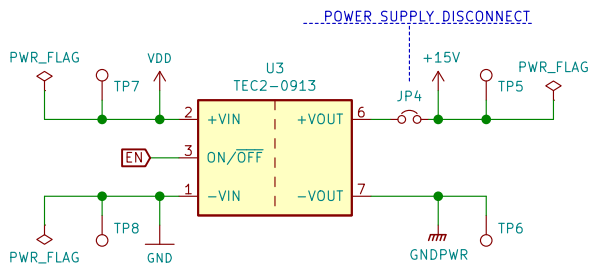 POWER SUPPLY DISCONNECT
PWR_FLAG
TP7
VDD
U3
TEC2-0913
JP4
+15V
TP5
PWR_FLAG
2
+VIN
+VOUT
6
EN
3
ON/OFF
1
-VIN
-VOUT
7
PWR_FLAG
TP8
GND
GNDPWR
TP6